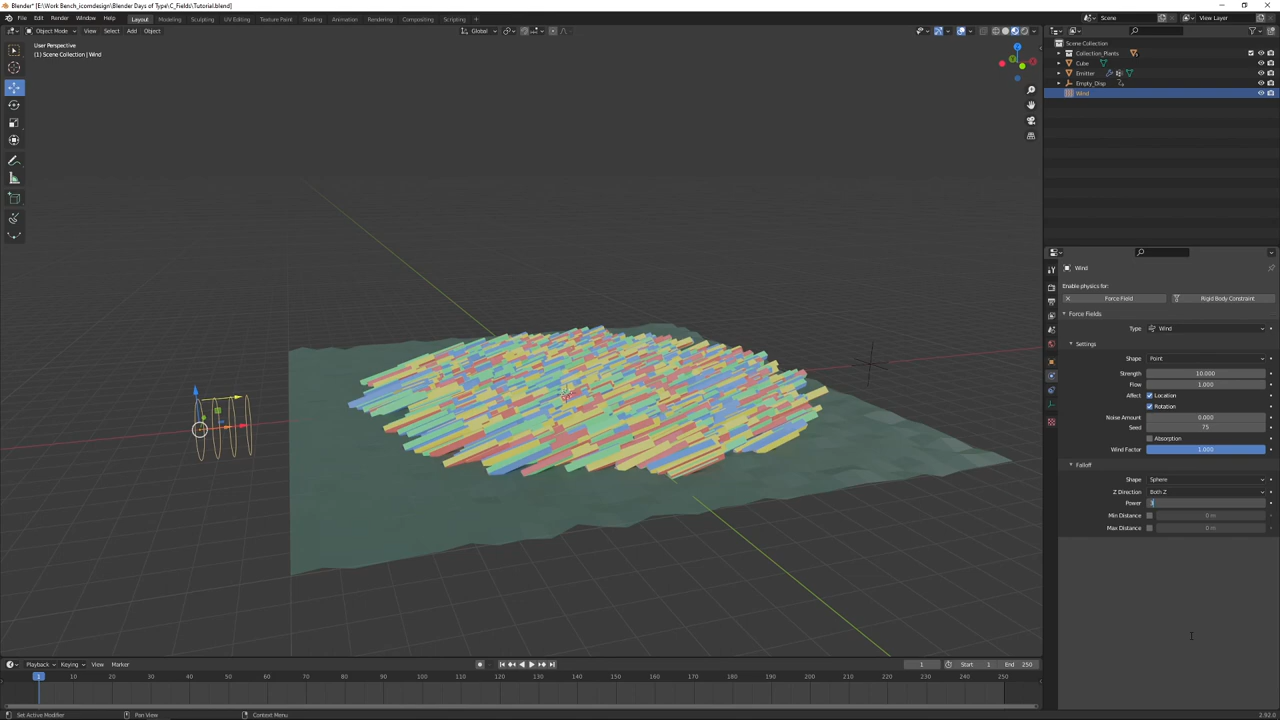 Blender* [E:\Work Bench_icomdesign\Blender Days of Type\C_Fields\Tutorial.blend]
File Edit Render Window Help Layout Modeling Sculpting UV Editing Texture Paint Shading Animation Rendering Compositing Scripting Scene View Layer
Object Mode View Select Add Object Global
User Perspective
(1) Scene Collection | Wind
Scene Collection
Collection_Plants
Cube
Emitter
Empty_Disp
Wind
Wind
Enable physics for:
Force Field Rigid Body Constraint
Force Fields
Type Wind
Settings
Shape Point
Strength 10.000
Flow 1.000
Affect Location
Rotation
Noise Amount 0.000
Seed 75
Absorption
Wind Factor 1.000
Falloff
Shape Sphere
Z Direction Both Z
Power
Min Distance 0 m
Max Distance 0 m
Playback Keying View Marker 1 Start 1 End 250
1 10 20 30 40 50 60 70 80 90 100 110 120 130 140 150 160 170 180 190 200 210 220 230 240 250
Set Active Modifier Pan View Context Menu 2.92.0